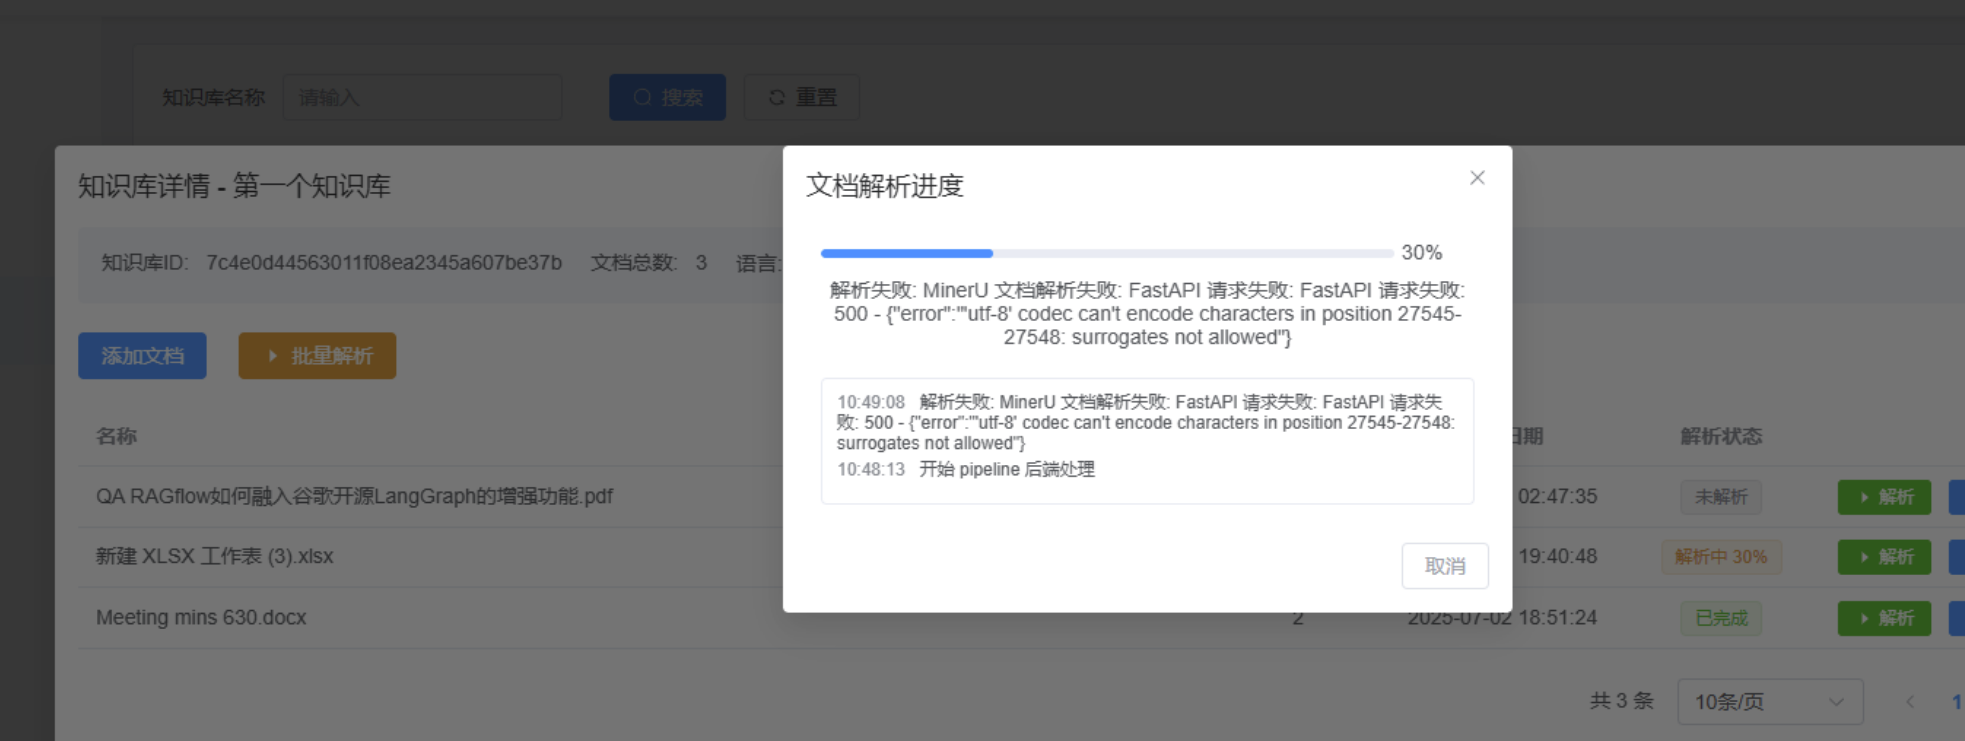 知识库名称 请输入 搜索 重置
知识库详情 - 第一个知识库
知识库ID: 7c4e0d44563011f08ea2345a607be37b 文档总数: 3 语言:
添加文档 批量解析
名称 日期 解析状态
QA RAGflow如何融入谷歌开源LangGraph的增强功能.pdf 02:47:35 未解析 解析
新建 XLSX 工作表 (3).xlsx 19:40:48 解析中 30% 解析
Meeting mins 630.docx 2 2025-07-02 18:51:24 已完成 解析
共 3 条 10条/页 1
文档解析进度
30%
解析失败: MinerU 文档解析失败: FastAPI 请求失败: FastAPI 请求失败:
500 - {"error":"'utf-8' codec can't encode characters in position 27545-
27548: surrogates not allowed"}
10:49:08 解析失败: MinerU 文档解析失败: FastAPI 请求失败: FastAPI 请求失
败: 500 - {"error":"'utf-8' codec can't encode characters in position 27545-27548:
surrogates not allowed"}
10:48:13 开始 pipeline 后端处理
取消